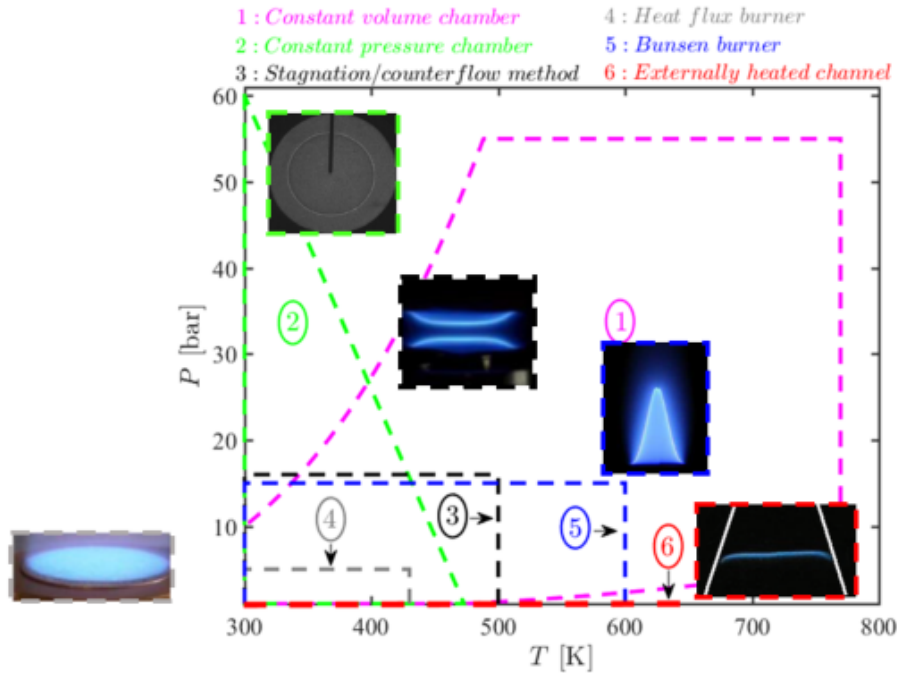 1 : Constant volume chamber
2 : Constant pressure chamber
3 : Stagnation/counterflow method
4 : Heat flux burner
5 : Bunsen burner
6 : Externally heated channel
60
50
40
30
20
10
P [bar]
2
1
4
3
5
6
300
400
500
600
700
800
T [K]